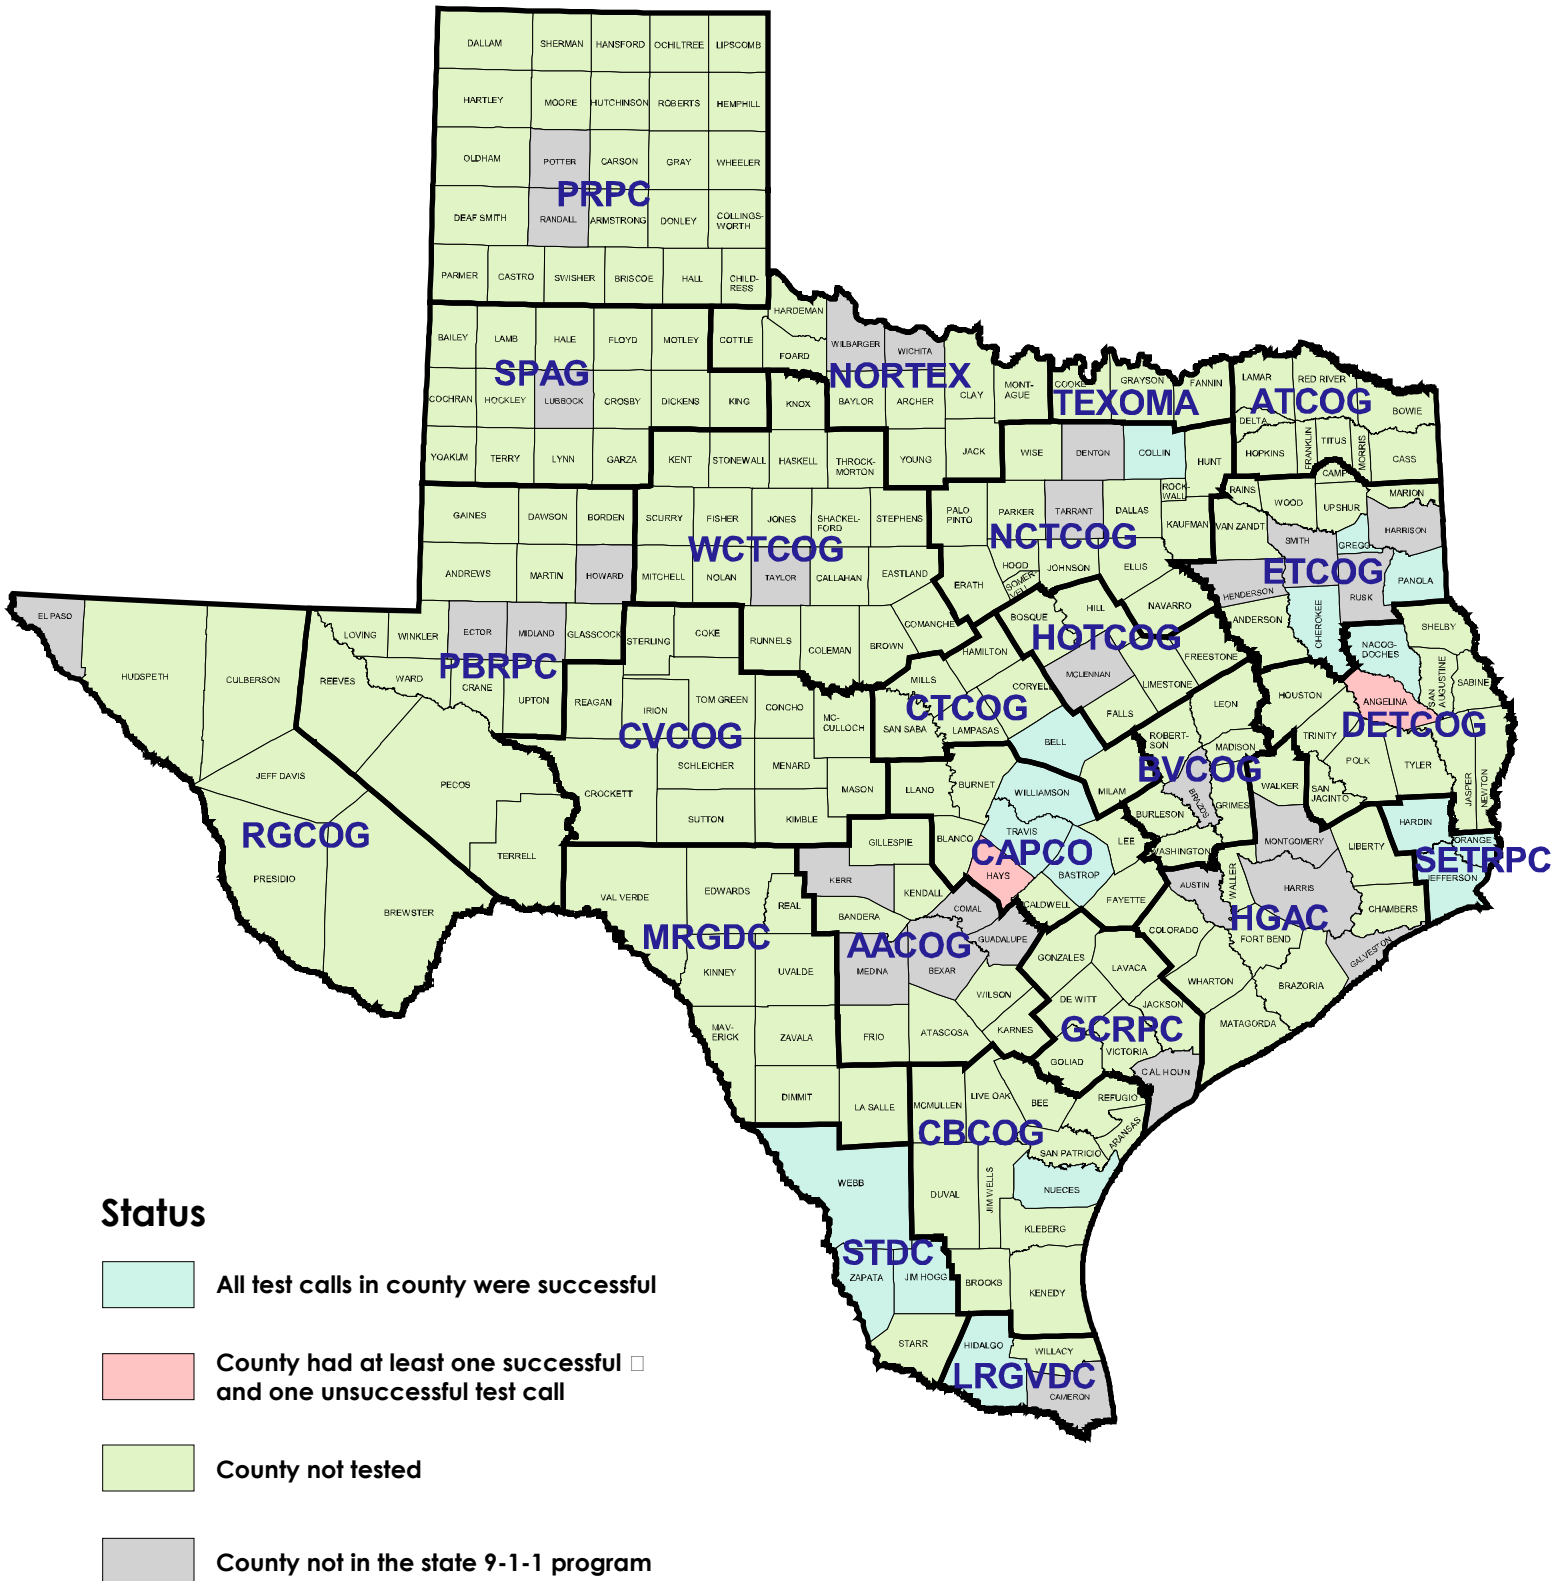 DALLAM SHERMAN HANSFORD OCHILTREE LIPSCOMB
HARTLEY MOORE HUTCHINSON ROBERTS HEMPHILL
OLDHAM POTTER CARSON GRAY WHEELER
PRPC
DEAF SMITH RANDALL ARMSTRONG DONLEY COLLINGS-
WORTH
PARMER CASTRO SWISHER BRISCOE HALL CHILD-
RESS
HARDEMAN
BAILEY LAMB HALE FLOYD MOTLEY COTTLE FOARD WILBARGER WICHITA
SPAG
NORTEX
COCHRAN HOCKLEY LUBBOCK CROSBY DICKENS KING KNOX BAYLOR ARCHER CLAY MONT-
AGUE
COOKE GRAYSON FANNIN
TEXOMA
LAMAR RED RIVER BOWIE
ATCOG
DELTA HOPKINS FRANKLIN TITUS MORRIS CASS
CAMP
YOAKUM TERRY LYNN GARZA KENT STONEWALL HASKELL THROCK-
MORTON
YOUNG JACK WISE DENTON COLLIN HUNT
ROCK-
WALL
RAINS WOOD UPSHUR MARION
GAINES DAWSON BORDEN SCURRY FISHER JONES SHACKEL-
FORD
STEPHENS PALO
PINTO
PARKER TARRANT DALLAS KAUFMAN VAN ZANDT SMITH GREGG HARRISON
WCTCOG
NCTCOG
ETCOG
ANDREWS MARTIN HOWARD MITCHELL NOLAN TAYLOR CALLAHAN EASTLAND ERATH HOOD SOMER-
VELL
JOHNSON ELLIS HENDERSON RUSK PANOLA
EL PASO LOVING WINKLER ECTOR MIDLAND GLASSCOCK STERLING COKE RUNNELS COLEMAN BROWN COMANCHE BOSQUE HILL NAVARRO ANDERSON CHEROKEE NACOG-
DOCHES
SHELBY
HOTCOG
PBRPC
HUDSPETH CULBERSON REEVES WARD CRANE UPTON REAGAN IRION TOM GREEN CONCHO MC-
CULLOCH
SAN SABA MILLS HAMILTON CORYELL LAMPASAS MCLENNAN LIMESTONE FREESTONE FALLS LEON HOUSTON ANGELINA SAN
AUGUSTINE
SABINE
CTCOG
DETCOG
CVCOG
JEFF DAVIS PECOS CROCKETT SCHLEICHER MENARD MASON LLANO BURNET BELL WILLIAMSON MILAM ROBERT-
SON
MADISON TRINITY POLK TYLER JASPER NEWTON
BVCOG
BRAZOS GRIMES WALKER SAN
JACINTO
SUTTON KIMBLE BURLESON HARDIN
RGCOG
PRESIDIO BREWSTER TERRELL VAL VERDE EDWARDS REAL KERR GILLESPIE KENDALL BLANCO TRAVIS HAYS BASTROP LEE WASHINGTON MONTGOMERY LIBERTY ORANGE JEFFERSON
CAPCO
SETRPC
CALDWELL FAYETTE AUSTIN WALLER HARRIS CHAMBERS
HGAC
MRGDC
AACOG
BANDERA COMAL GUADALUPE COLORADO FORT BEND GALVESTON
KINNEY UVALDE MEDINA BEXAR WILSON GONZALES LAVACA WHARTON BRAZORIA
MAV-
ERICK
ZAVALA FRIO ATASCOSA KARNES DE WITT JACKSON MATAGORDA
GCRPC
GOLIAD VICTORIA CALHOUN
DIMMIT LA SALLE MCMULLEN LIVE OAK BEE REFUGIO ARANSAS
CBCOG
SAN PATRICIO
WEBB DUVAL JIM WELLS NUECES
KLEBERG
STDC
ZAPATA JIM HOGG BROOKS KENEDY
STARR HIDALGO WILLACY
LRGVDC
CAMERON
Status
All test calls in county were successful
County had at least one successful □
and one unsuccessful test call
County not tested
County not in the state 9-1-1 program